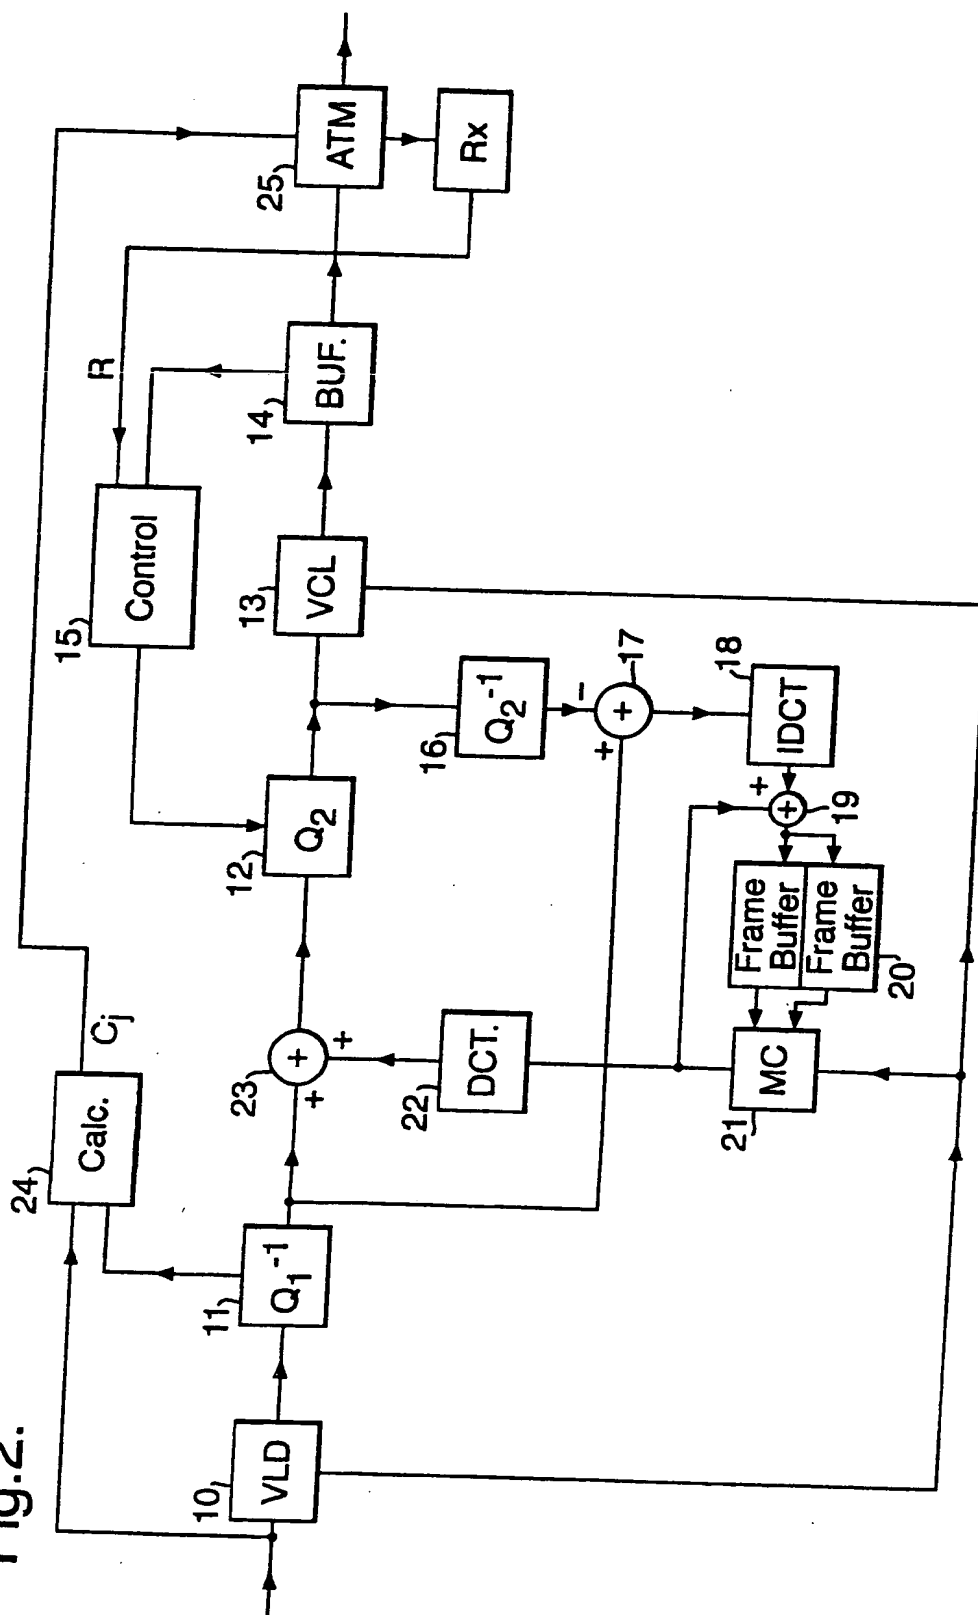 Fig.2.
24
Calc.
Cj
15
Control
R
10
VLD
11
Q1-1
23
+
+
+
12
Q2
13
VCL
14
BUF.
25
ATM
Rx
22
DCT.
16
Q2-1
-
+
+
17
18
IDCT
+
+
19
21
MC
Frame
Buffer
Frame
Buffer
20